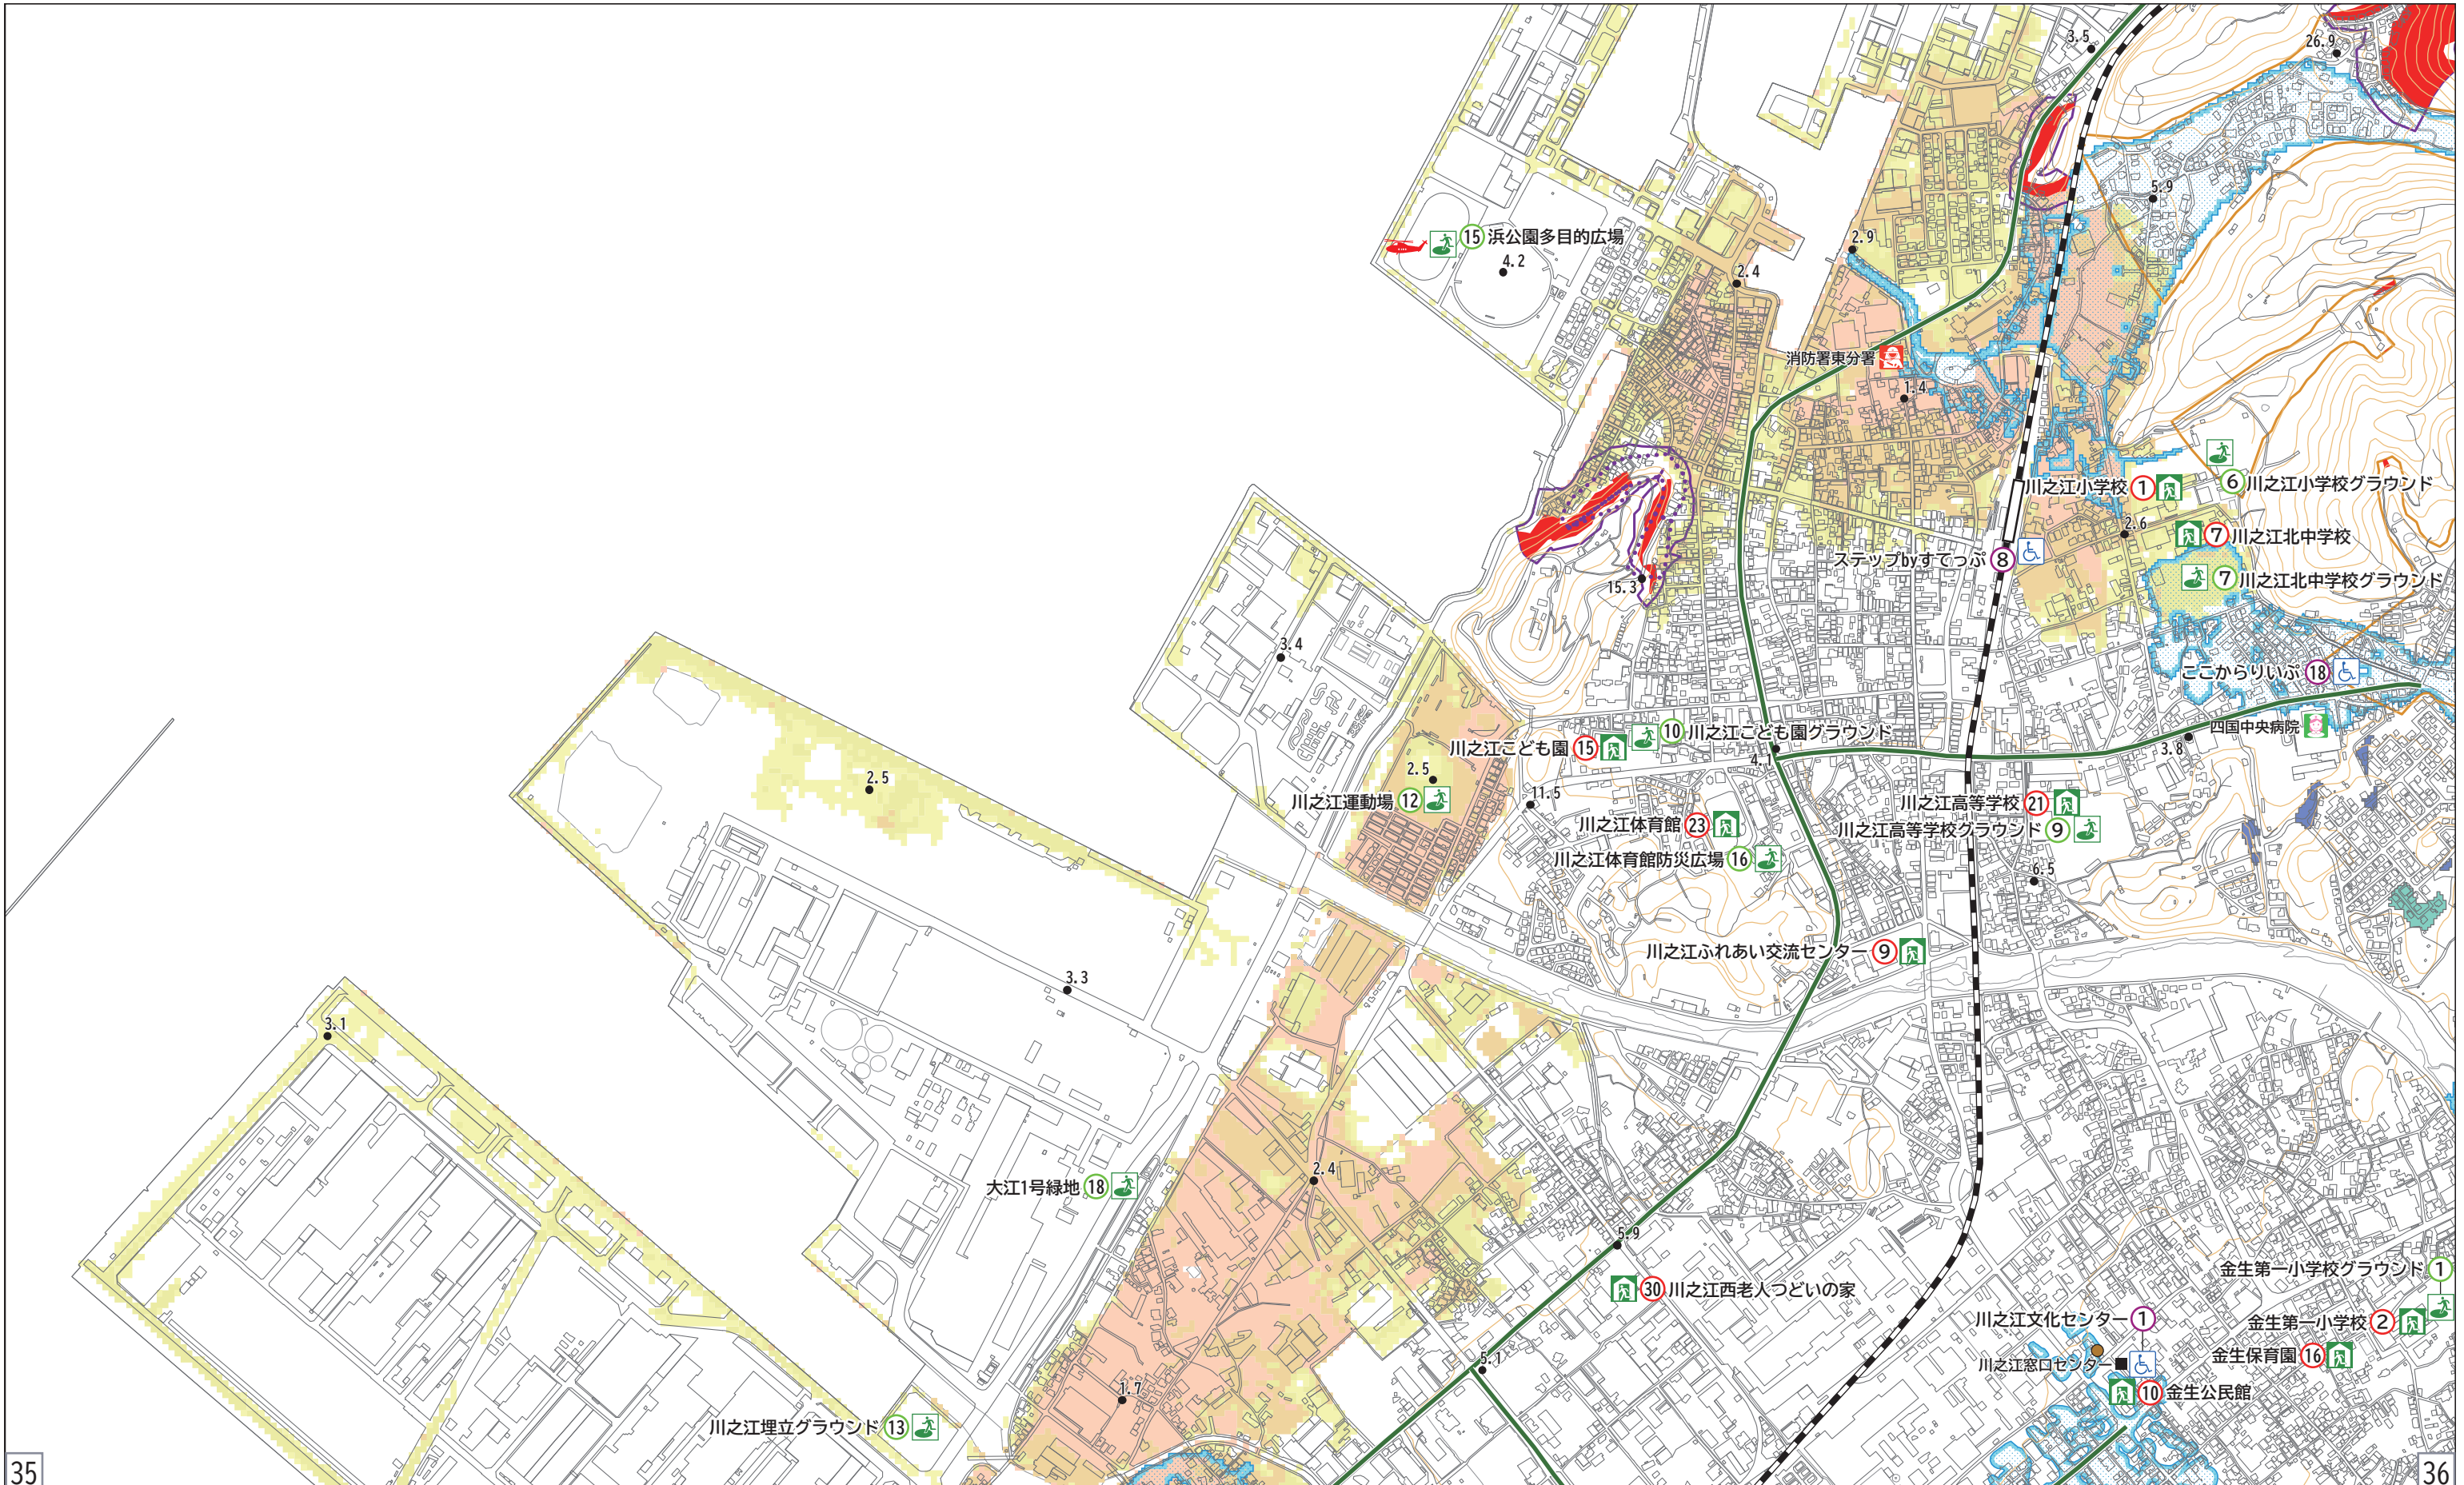 3.5
26.9
5.9
15 浜公園多目的広場
4.2
2.9
2.4
消防署東分署
1.4
川之江小学校 1
6 川之江小学校グラウンド
2.6
7 川之江北中学校
ステップbyすてっぷ 8
7 川之江北中学校グラウンド
15.3
3.4
ここからりいぶ 18
四国中央病院
3.8
川之江こども園 15
10 川之江こども園グラウンド
4.1
2.5
2.5
川之江運動場 12
11.5
川之江高等学校 21
川之江体育館 23
川之江高等学校グラウンド 9
川之江体育館防災広場 16
6.5
川之江ふれあい交流センター 9
3.3
3.1
2.4
大江1号緑地 18
5.9
30 川之江西老人つどいの家
金生第一小学校グラウンド 1
川之江文化センター 1
金生第一小学校 2
川之江窓口センター
金生保育園 16
5.1
10 金生公民館
1.7
川之江埋立グラウンド 13
35
36